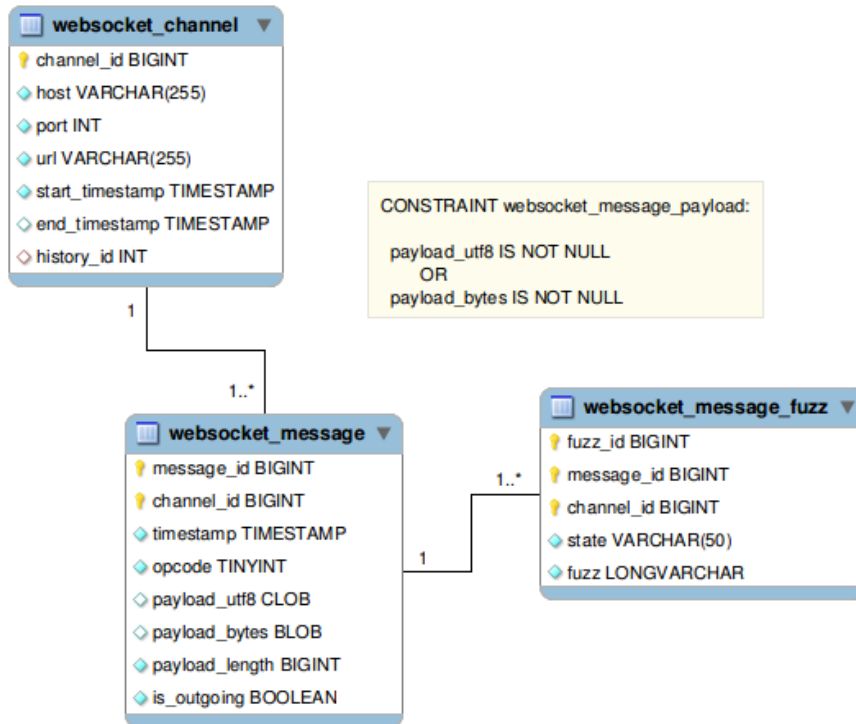 websocket_channel
channel_id BIGINT
host VARCHAR(255)
port INT
url VARCHAR(255)
start_timestamp TIMESTAMP
end_timestamp TIMESTAMP
history_id INT
CONSTRAINT websocket_message_payload:
payload_utf8 IS NOT NULL
OR
payload_bytes IS NOT NULL
1
1..*
websocket_message
message_id BIGINT
channel_id BIGINT
timestamp TIMESTAMP
opcode TINYINT
payload_utf8 CLOB
payload_bytes BLOB
payload_length BIGINT
is_outgoing BOOLEAN
1
1..*
websocket_message_fuzz
fuzz_id BIGINT
message_id BIGINT
channel_id BIGINT
state VARCHAR(50)
fuzz LONGVARCHAR